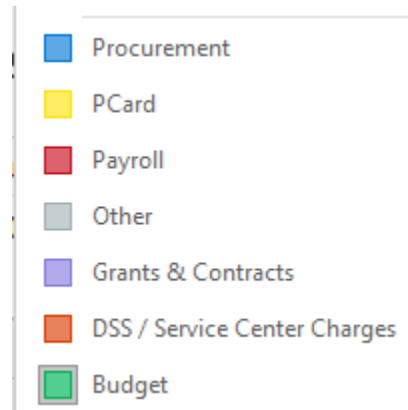 Procurement
PCard
Payroll
Other
Grants & Contracts
DSS / Service Center Charges
Budget